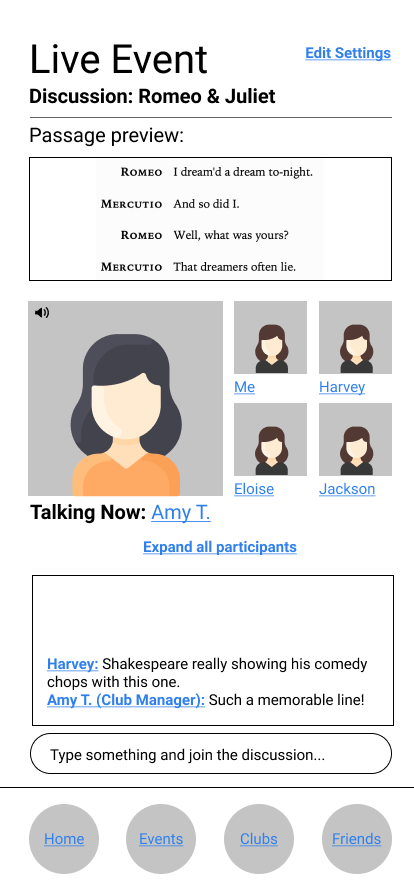 Live Event
Edit Settings
Discussion: Romeo & Juliet
Passage preview:
Romeo I dream'd a dream to-night.
Mercutio And so did I.
Romeo Well, what was yours?
Mercutio That dreamers often lie.
Me
Harvey
Eloise
Jackson
Talking Now: Amy T.
Expand all participants
Harvey: Shakespeare really showing his comedy
chops with this one.
Amy T. (Club Manager): Such a memorable line!
Type something and join the discussion...
Home
Events
Clubs
Friends